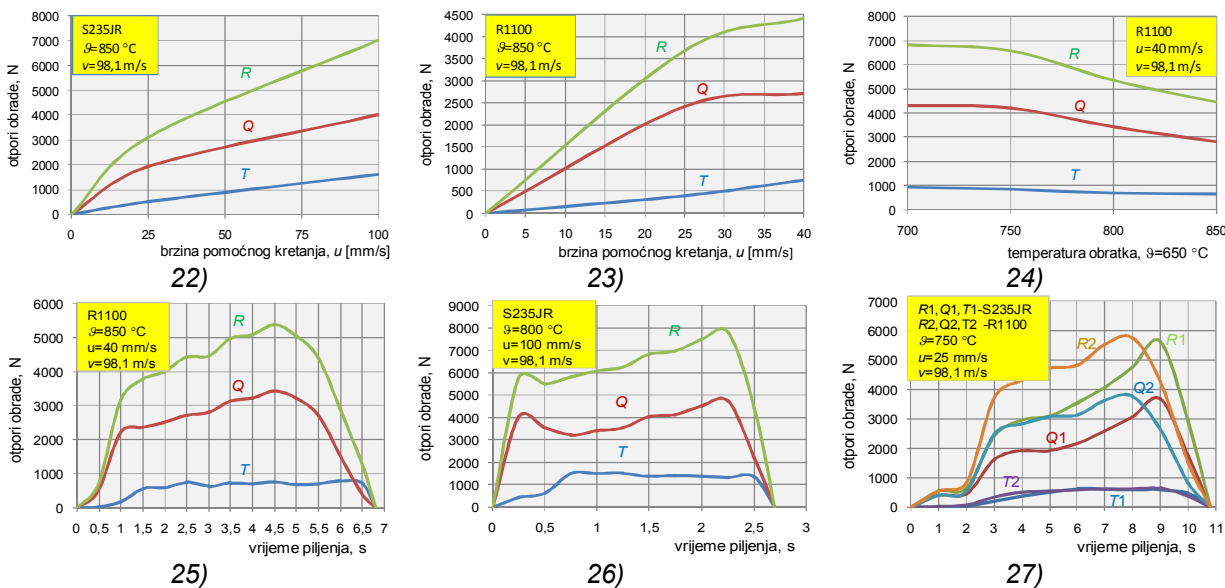 otpori obrade, N
8000
7000
6000
5000
4000
3000
2000
1000
0
S235JR
𝜗=850 °C
v=98,1 m/s
R
Q
T
0 25 50 75 100
brzina pomoćnog kretanja, u [mm/s]
22)
otpori obrade, N
4500
4000
3500
3000
2500
2000
1500
1000
500
0
R1100
𝜗=850 °C
v=98,1 m/s
R
Q
T
0 5 10 15 20 25 30 35 40
brzina pomoćnog kretanja, u [mm/s]
23)
otpori obrade, N
8000
7000
6000
5000
4000
3000
2000
1000
0
R1100
u=40 mm/s
v=98,1 m/s
R
Q
T
700 750 800 850
temperatura obratka, 𝜗=650 °C
24)
otpori obrade, N
6000
5000
4000
3000
2000
1000
0
R1100
𝜗=850 °C
u=40 mm/s
v=98,1 m/s
R
Q
T
0 0,5 1 1,5 2 2,5 3 3,5 4 4,5 5 5,5 6 6,5 7
vrijeme piljenja, s
25)
otpori obrade, N
9000
8000
7000
6000
5000
4000
3000
2000
1000
0
S235JR
𝜗=800 °C
u=100 mm/s
v=98,1 m/s
R
Q
T
0 0,5 1 1,5 2 2,5 3
vrijeme piljenja, s
26)
otpori obrade, N
7000
6000
5000
4000
3000
2000
1000
0
R1,Q1,T1-S235JR
R2,Q2,T2 -R1100
𝜗=750 °C
u=25 mm/s
v=98,1 m/s
R2
R1
Q2
Q1
T2
T1
0 1 2 3 4 5 6 7 8 9 10 11
vrijeme piljenja, s
27)